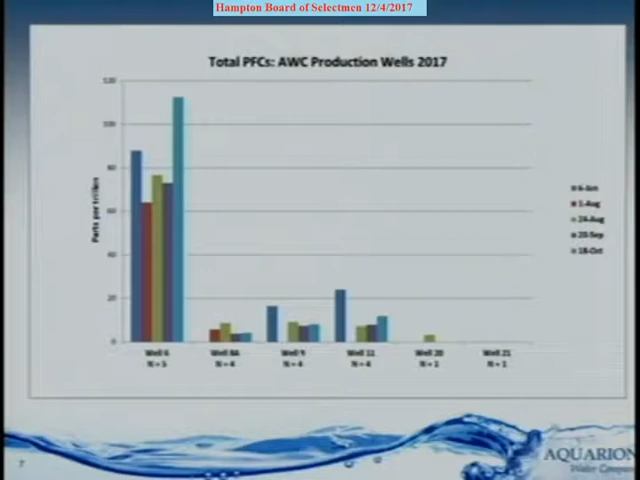 Hampton Board of Selectmen 12/4/2017
Total PFCs: AWC Production Wells 2017
120
100
80
60
40
20
0
Parts per trillion
Well 6
N = 5
Well 8A
N = 4
Well 9
N = 4
Well 11
N = 4
Well 20
N = 1
Well 21
N = 1
6-Jun
1-Aug
24-Aug
20-Sep
18-Oct
7
AQUARION
Water Company